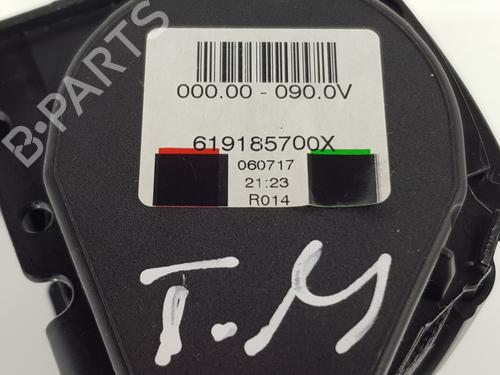 000.00 - 090.0V
619185700X
060717
21:23
R014
T.M
B-PARTS